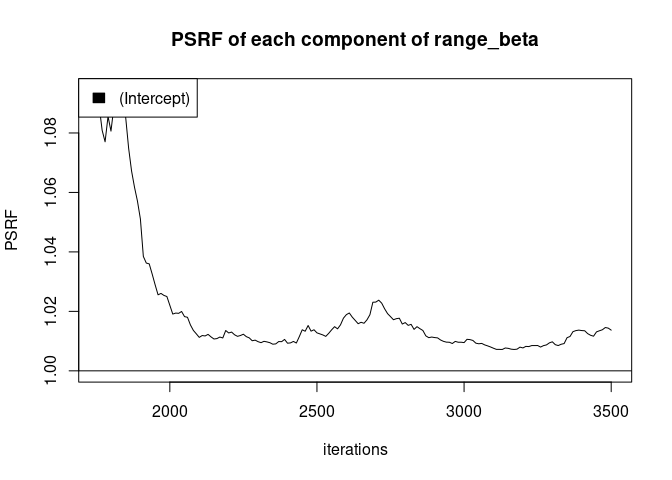 PSRF of each component of range_beta
(Intercept)
PSRF
1.00
1.02
1.04
1.06
1.08
2000
2500
3000
3500
iterations